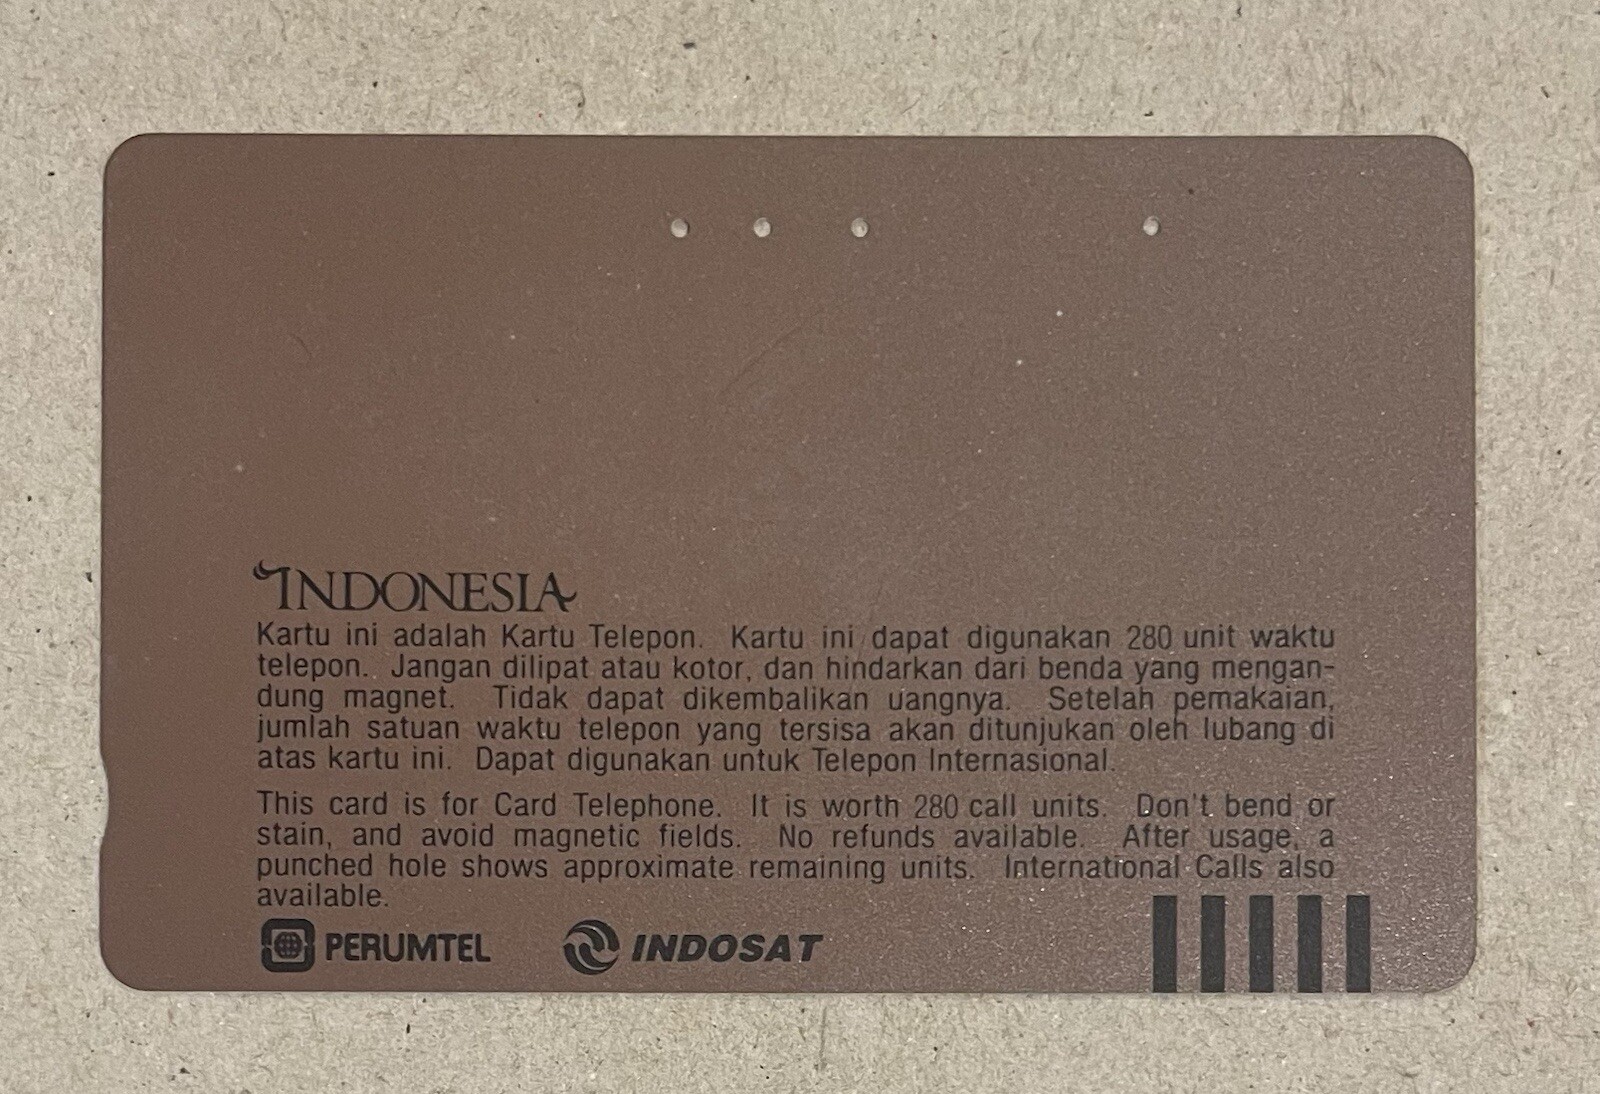 INDONESIA
Kartu ini adalah Kartu Telepon. Kartu ini dapat digunakan 280 unit waktu
telepon. Jangan dilipat atau kotor, dan hindarkan dari benda yang mengan-
dung magnet. Tidak dapat dikembalikan uangnya. Setelah pemakaian,
jumlah satuan waktu telepon yang tersisa akan ditunjukan oleh lubang di
atas kartu ini. Dapat digunakan untuk Telepon Internasional.
This card is for Card Telephone. It is worth 280 call units. Don't bend or
stain, and avoid magnetic fields. No refunds available. After usage, a
punched hole shows approximate remaining units. International Calls also
available.
PERUMTEL INDOSAT